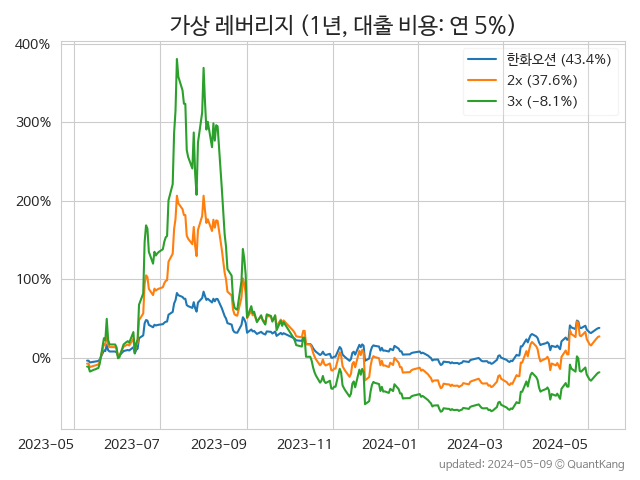 가상 레버리지 (1년, 대출 비용: 연 5%)
400%
300%
200%
100%
0%
한화오션 (43.4%)
2x (37.6%)
3x (−8.1%)
2023-05 2023-07 2023-09 2023-11 2024-01 2024-03 2024-05
updated: 2024-05-09 © QuantKang